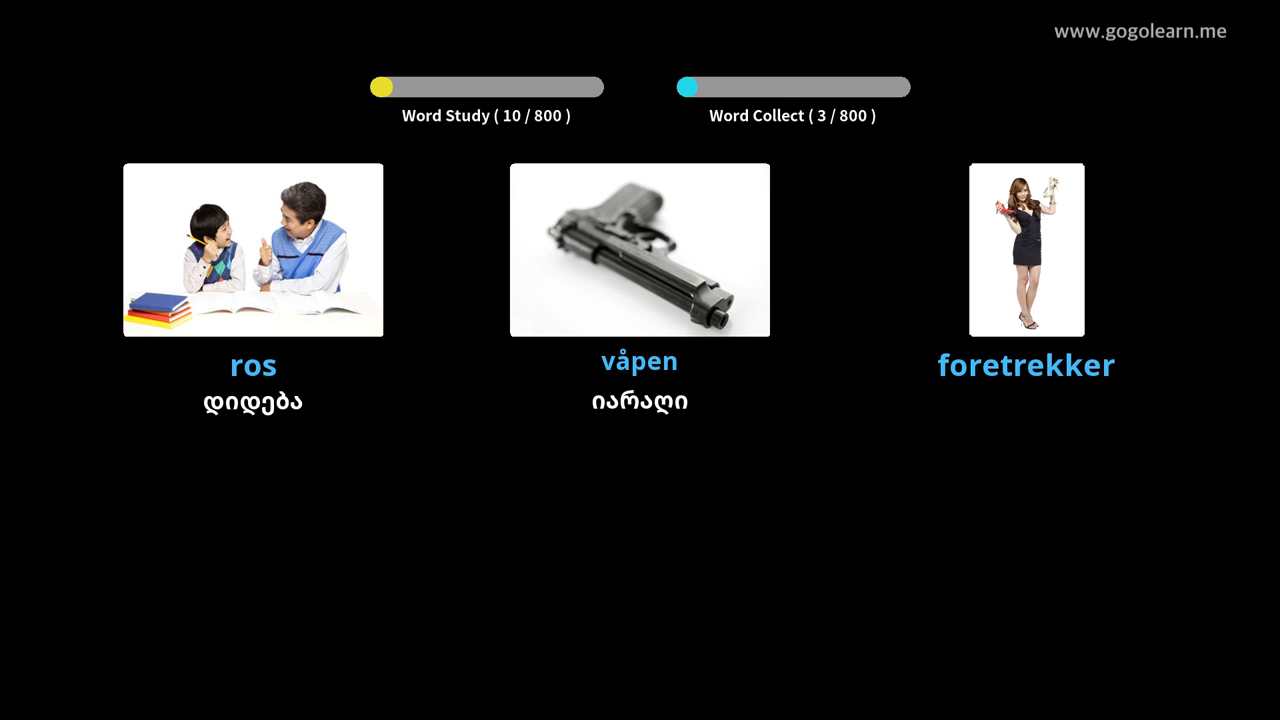 www.gogolearn.me
Word Study ( 10 / 800 )
Word Collect ( 3 / 800 )
ros
våpen
foretrekker
დიდება
იარაღი